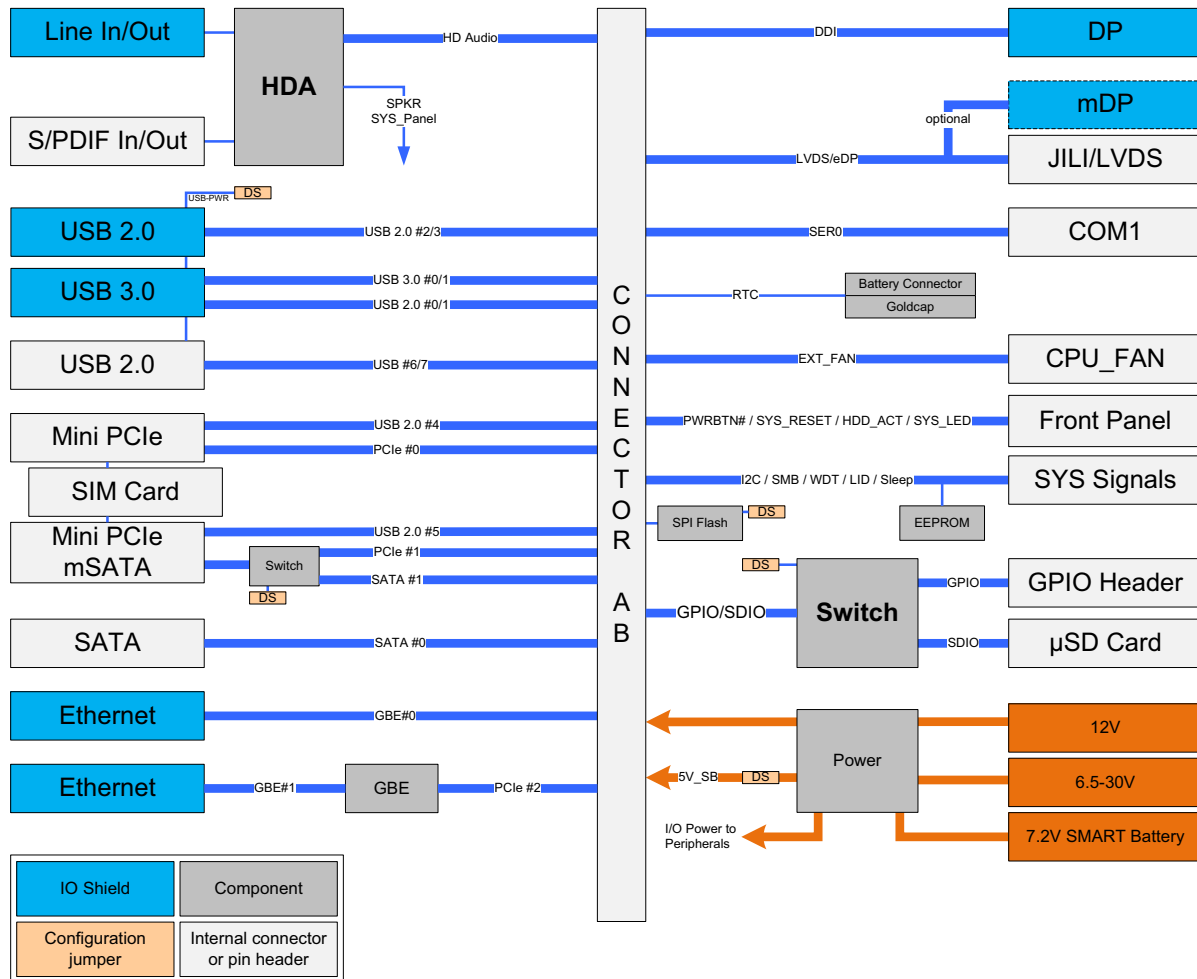 Line In/Out
HDA
HD Audio
SPKR
SYS_Panel
S/PDIF In/Out
USB-PWR
DS
USB 2.0
USB 2.0 #2/3
USB 3.0
USB 3.0 #0/1
USB 2.0 #0/1
USB 2.0
USB #6/7
Mini PCIe
USB 2.0 #4
PCIe #0
SIM Card
Mini PCIe
mSATA
USB 2.0 #5
Switch
PCIe #1
SATA #1
DS
SATA
SATA #0
Ethernet
GBE#0
Ethernet
GBE#1
GBE
PCIe #2
CONNECTOR AB
DDI
DP
mDP
optional
LVDS/eDP
JILI/LVDS
SER0
COM1
RTC
Battery Connector
Goldcap
EXT_FAN
CPU_FAN
PWRBTN# / SYS_RESET / HDD_ACT / SYS_LED
Front Panel
I2C / SMB / WDT / LID / Sleep
SYS Signals
SPI Flash
DS
EEPROM
DS
GPIO/SDIO
Switch
GPIO
GPIO Header
SDIO
µSD Card
12V
Power
5V_SB
DS
6.5-30V
I/O Power to
Peripherals
7.2V SMART Battery
IO Shield
Component
Configuration
jumper
Internal connector
or pin header